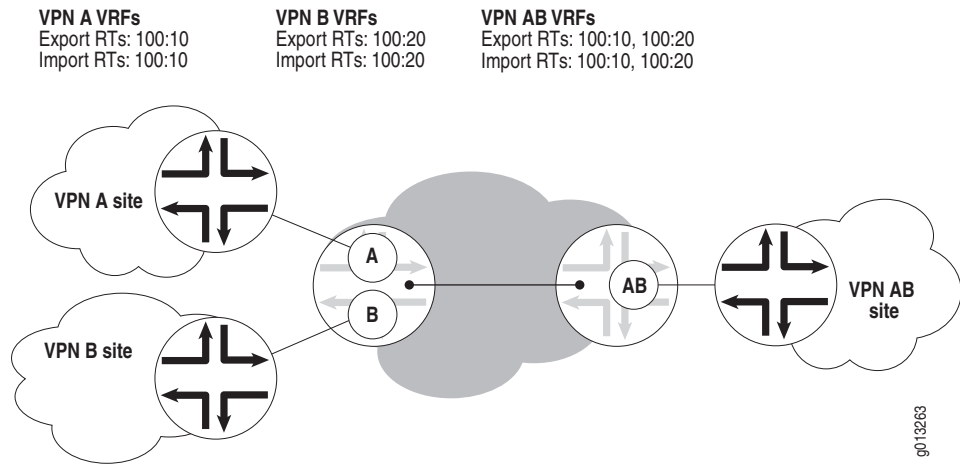 VPN A VRFs
Export RTs: 100:10
Import RTs: 100:10
VPN B VRFs
Export RTs: 100:20
Import RTs: 100:20
VPN AB VRFs
Export RTs: 100:10, 100:20
Import RTs: 100:10, 100:20
VPN A site
A
B
AB
VPN AB
site
VPN B site
g013263